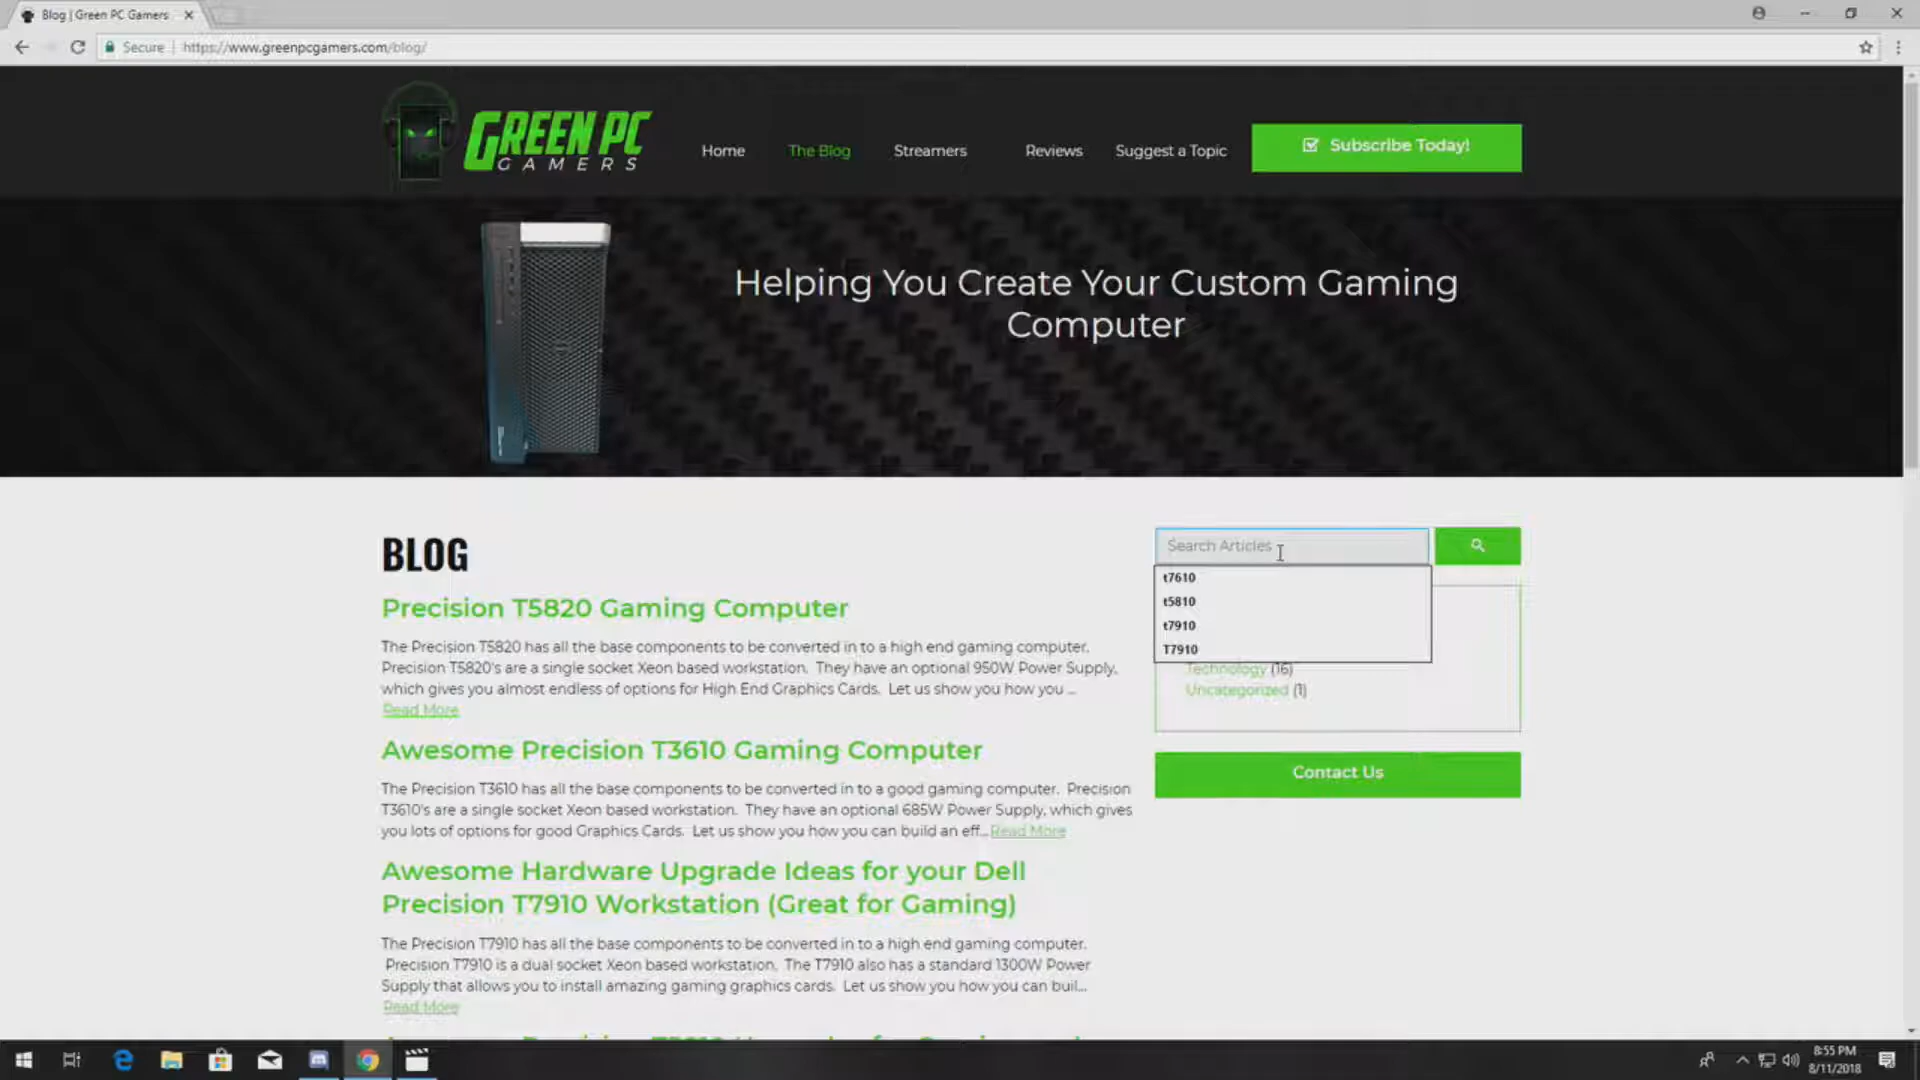 Blog | Green PC Gamers
Secure | https://www.greenpcgamers.com/blog/
GREEN PC
GAMERS
Home
The Blog
Streamers
Reviews
Suggest a Topic
Subscribe Today!
Helping You Create Your Custom Gaming
Computer
BLOG
Precision T5820 Gaming Computer
The Precision T5820 has all the base components to be converted in to a high end gaming computer.
Precision T5820's are a single socket Xeon based workstation. They have an optional 950W Power Supply,
which gives you almost endless of options for High End Graphics Cards. Let us show you how you ...
Read More
Awesome Precision T3610 Gaming Computer
The Precision T3610 has all the base components to be converted in to a good gaming computer. Precision
T3610's are a single socket Xeon based workstation. They have an optional 685W Power Supply, which gives
you lots of options for good Graphics Cards. Let us show you how you can build an eff... Read More
Awesome Hardware Upgrade Ideas for your Dell
Precision T7910 Workstation (Great for Gaming)
The Precision T7910 has all the base components to be converted in to a high end gaming computer.
Precision T7910 is a dual socket Xeon based workstation. The T7910 also has a standard 1300W Power
Supply that allows you to install amazing gaming graphics cards. Let us show you how you can buil...
Read More
Search Articles
t7610
t5810
t7910
T7910
Technology (16)
Uncategorized (1)
Contact Us
8:55 PM
8/11/2018